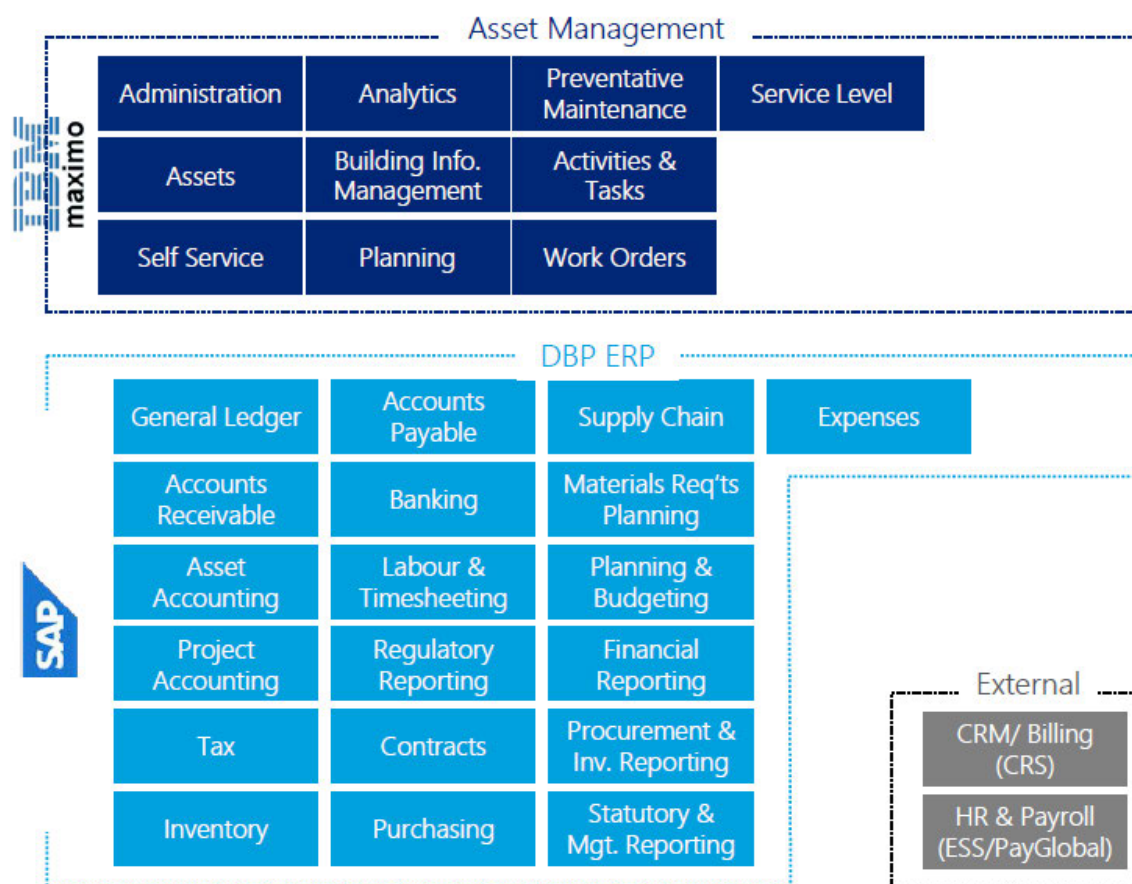 Asset Management
IBM
maximo
Administration
Analytics
Preventative
Maintenance
Service Level
Assets
Building Info.
Management
Activities &
Tasks
Self Service
Planning
Work Orders
DBP ERP
SAP
General Ledger
Accounts
Payable
Supply Chain
Expenses
Accounts
Receivable
Banking
Materials Req'ts
Planning
Asset
Accounting
Labour &
Timesheeting
Planning &
Budgeting
Project
Accounting
Regulatory
Reporting
Financial
Reporting
Tax
Contracts
Procurement &
Inv. Reporting
Inventory
Purchasing
Statutory &
Mgt. Reporting
External
CRM/ Billing
(CRS)
HR & Payroll
(ESS/PayGlobal)